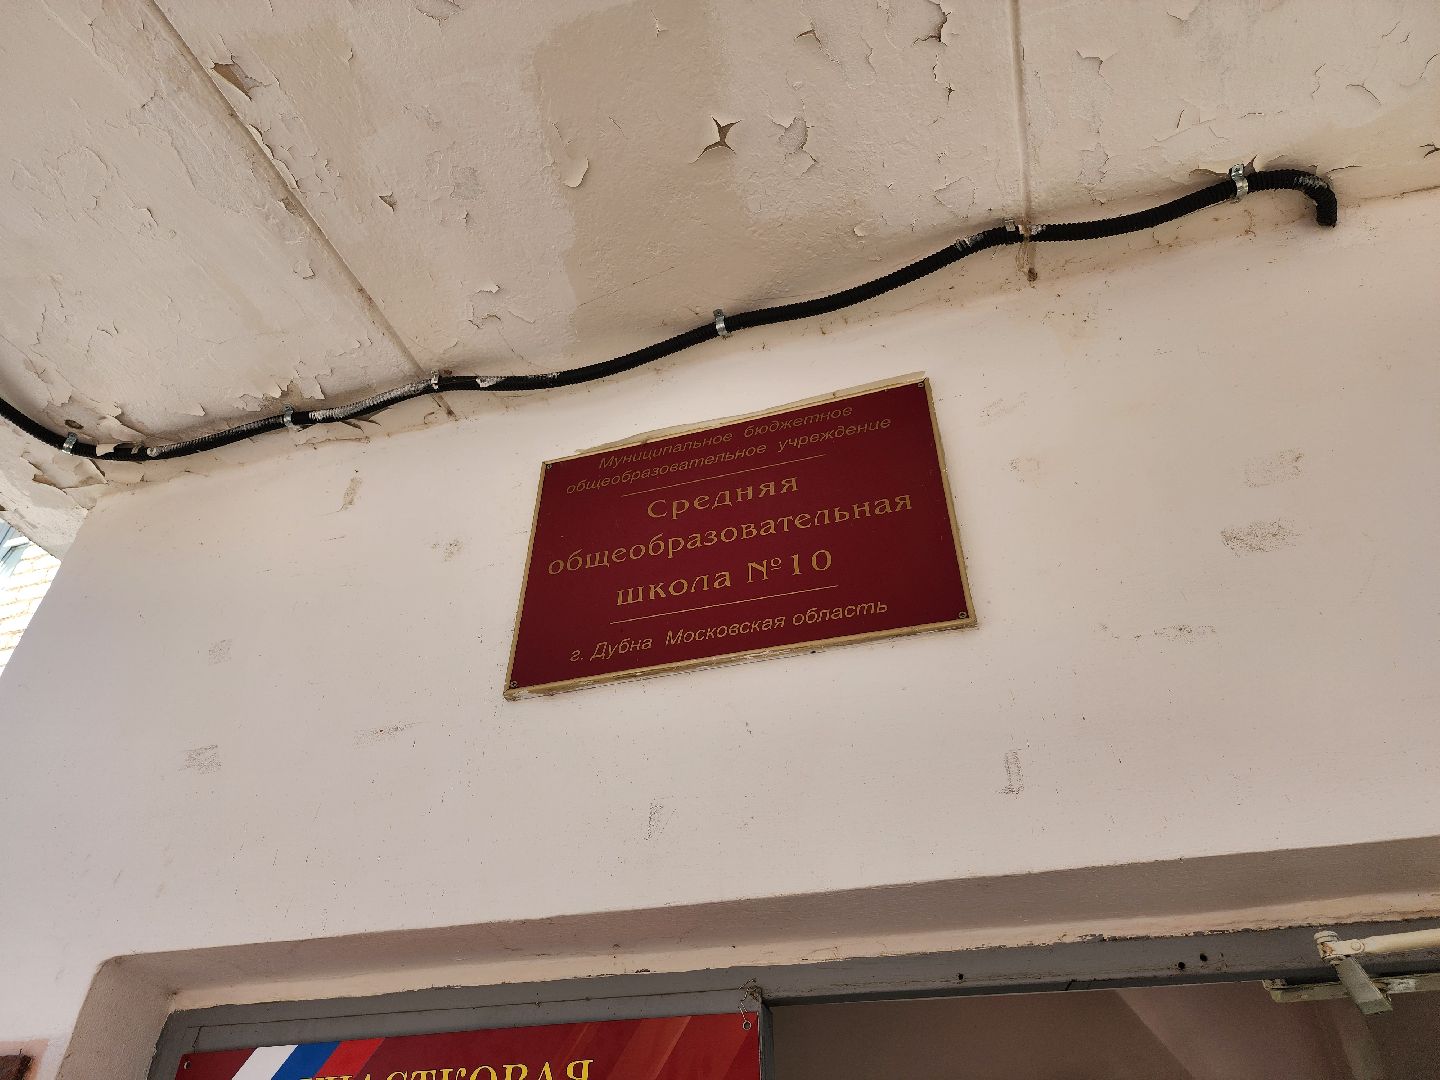 Муниципальное бюджетное
общеобразовательное учреждение
Средняя
общеобразовательная
школа №10
г. Дубна Московская область